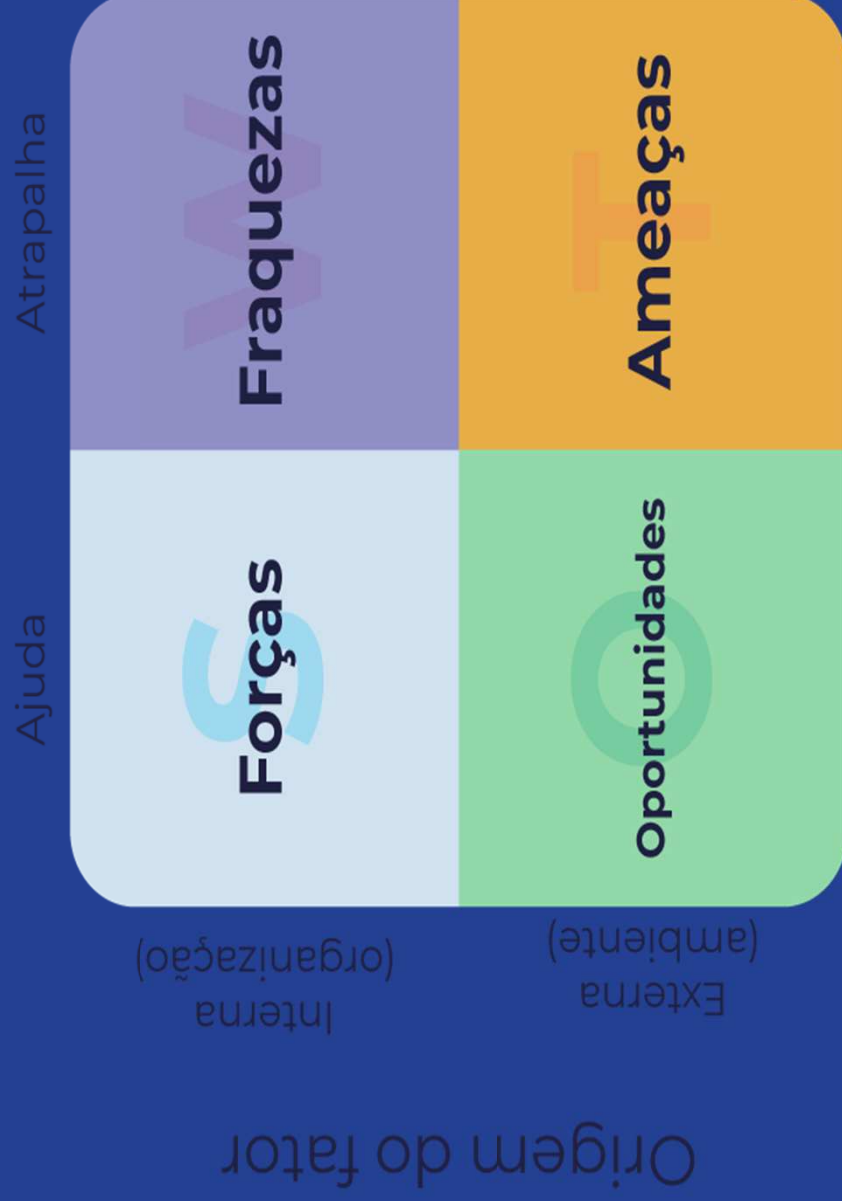 Ajuda
Atrapalha
Origem do fator
Interna
(organização)
S
Forças
W
Fraquezas
Externa
(ambiente)
O
Oportunidades
T
Ameaças